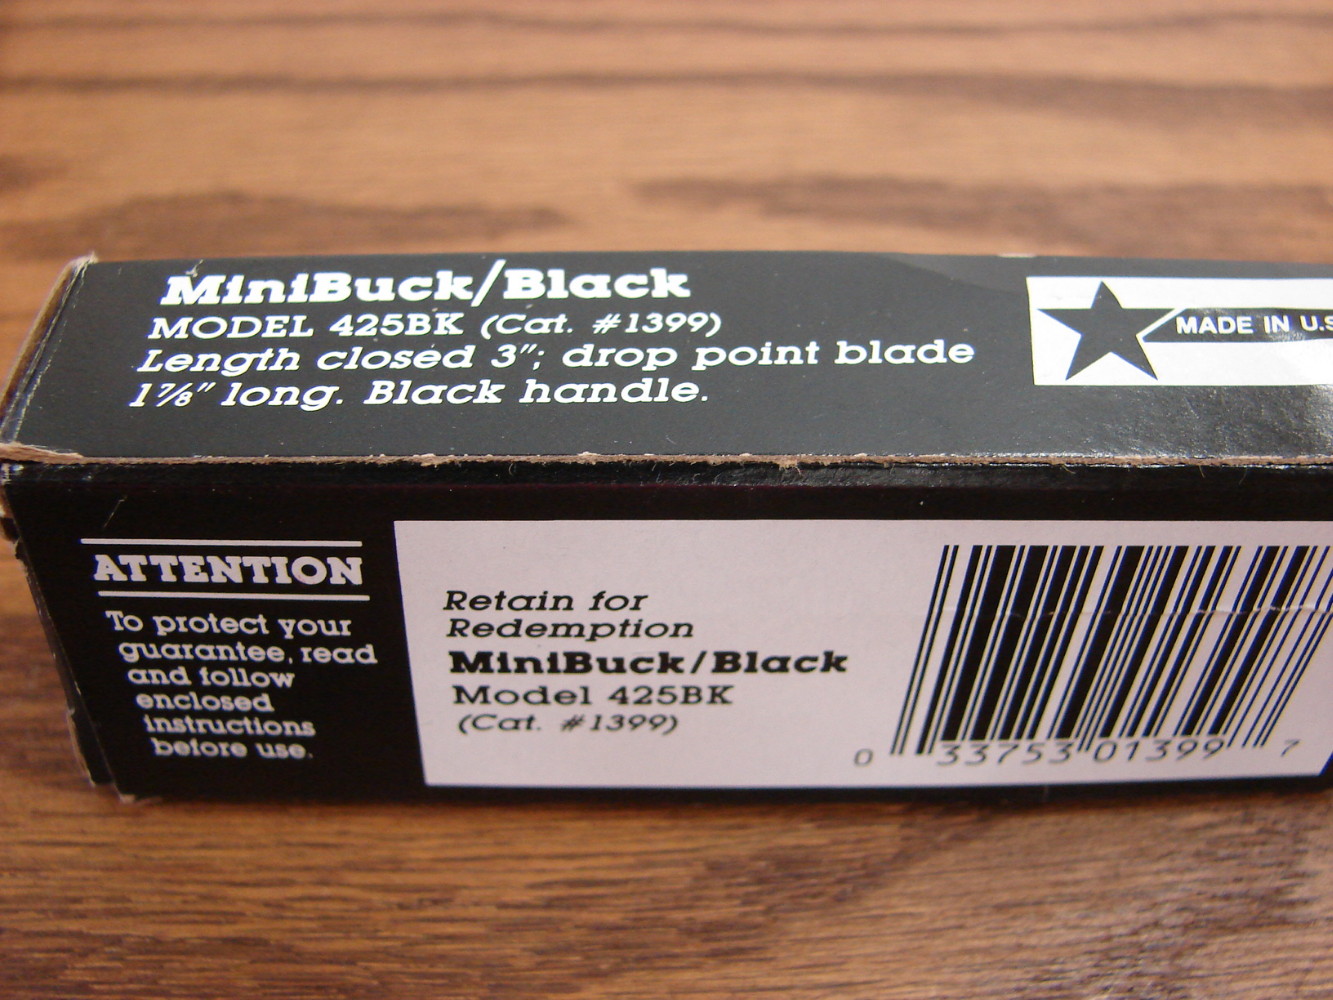 MiniBuck/Black
MODEL 425BK (Cat. #1399)
Length closed 3"; drop point blade
1⅞" long. Black handle.
MADE IN U.S
ATTENTION
To protect your
guarantee, read
and follow
enclosed
instructions
before use.
Retain for
Redemption
MiniBuck/Black
Model 425BK
(Cat. #1399)
0 33753 01399 7